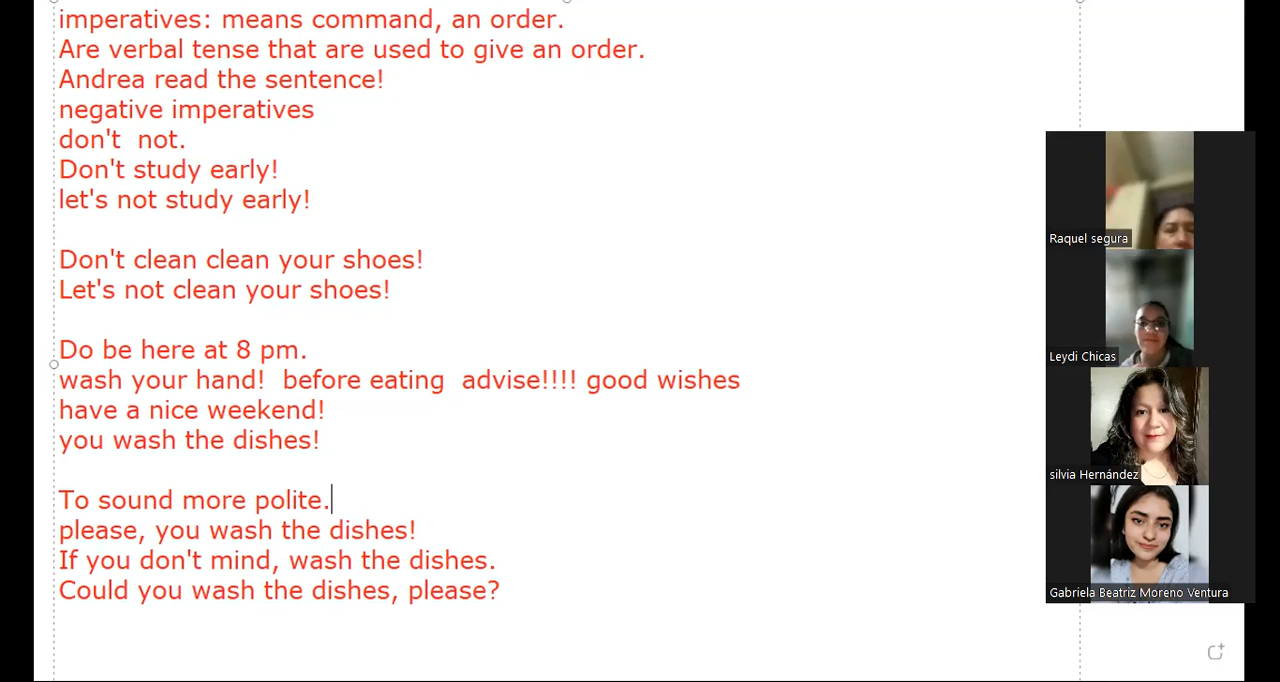 imperatives: means command, an order.
Are verbal tense that are used to give an order.
Andrea read the sentence!
negative imperatives
don't  not.
Don't study early!
let's not study early!
Don't clean clean your shoes!
Let's not clean your shoes!
Do be here at 8 pm.
wash your hand!  before eating  advise!!!! good wishes
have a nice weekend!
you wash the dishes!
To sound more polite.
please, you wash the dishes!
If you don't mind, wash the dishes.
Could you wash the dishes, please?
Raquel segura
Leydi Chicas
silvia Hernández
Gabriela Beatriz Moreno Ventura